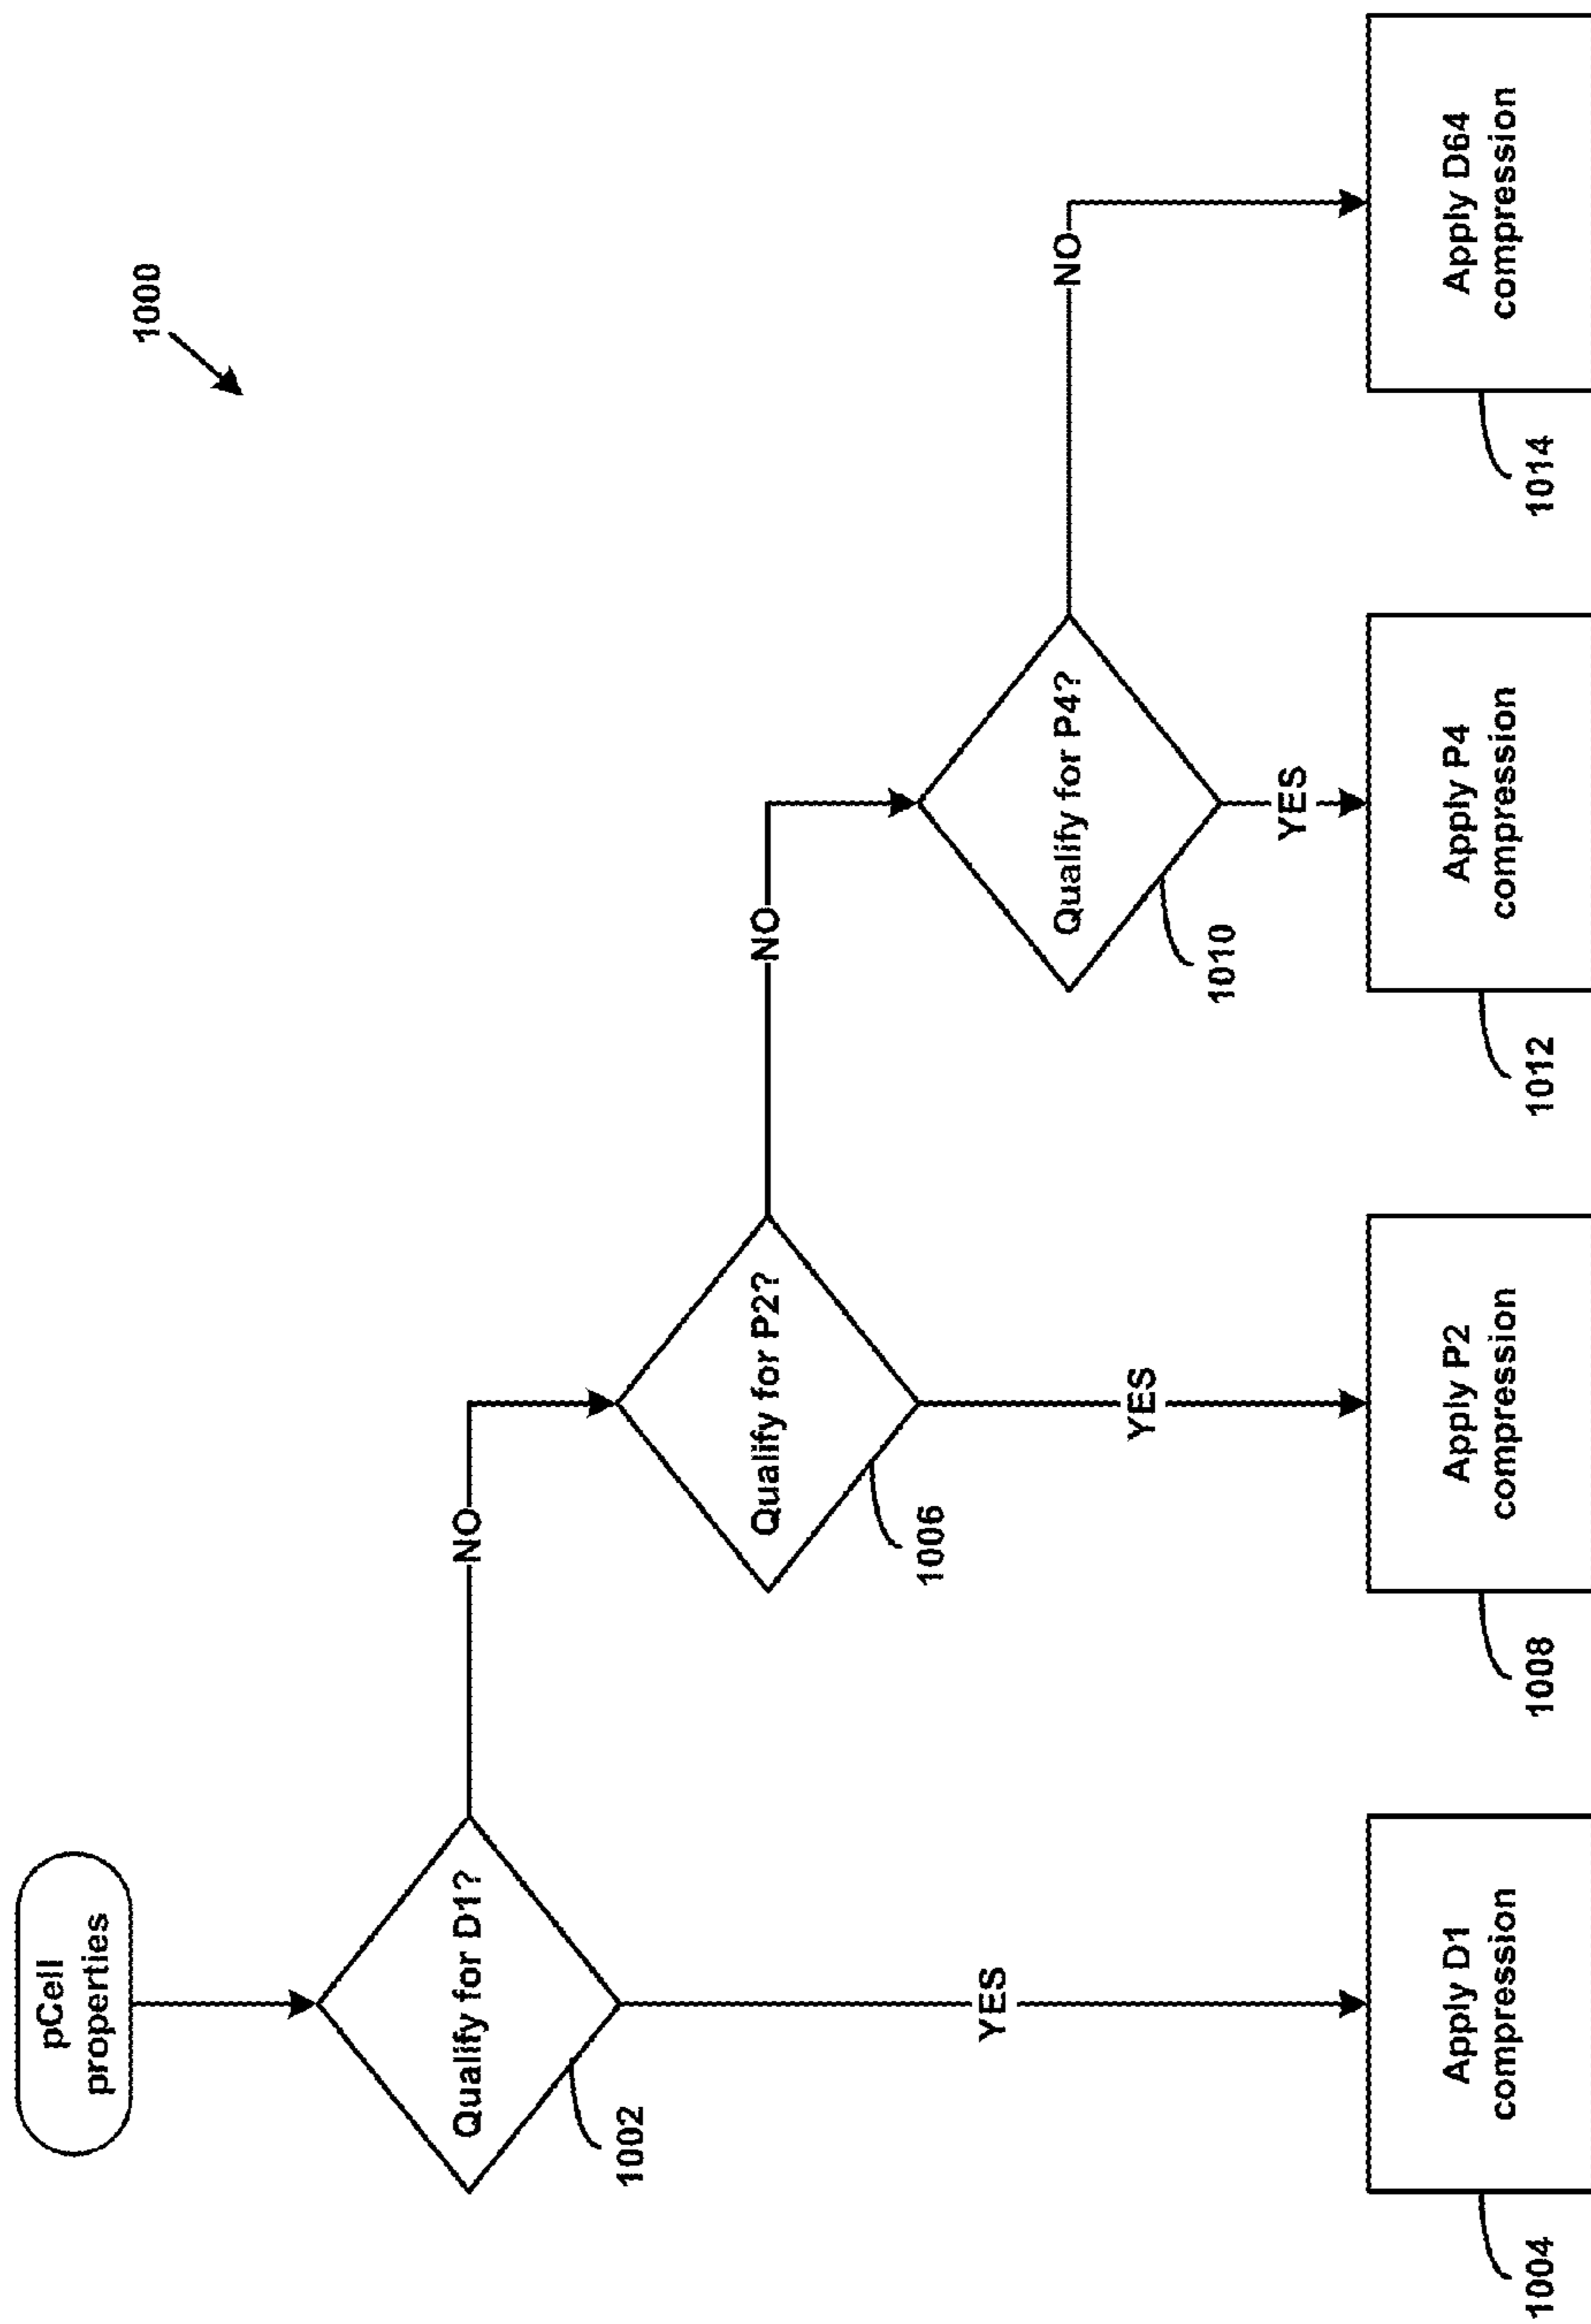 1000
pCell
properties
Qualify for D1?
1002
NO
YES
Qualify for P2?
1006
NO
YES
Qualify for P4?
1010
NO
YES
Apply D1
compression
1004
Apply P2
compression
1008
Apply P4
compression
1012
Apply D64
compression
1014